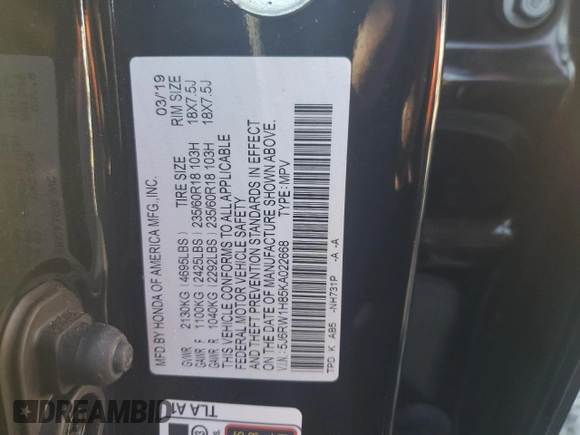 MFD.BY HONDA OF AMERICA MFG.,INC. 03/'19
TIRE SIZE RIM SIZE
GVWR 2130KG (4695LBS)
GAWR F 1100KG (2425LBS) 235/60R18 103H 18X7.5J
GAWR R 1040KG (2292LBS) 235/60R18 103H 18X7.5J
THIS VEHICLE CONFORMS TO ALL APPLICABLE
FEDERAL MOTOR VEHICLE SAFETY
AND THEFT PREVENTION STANDARDS IN EFFECT
ON THE DATE OF MANUFACTURE SHOWN ABOVE.
V.I.N.:5J6RW1H85KA022668 TYPE:MPV
TPD K AB5 -NH731P -A -A
TLA A1
DREAMBID